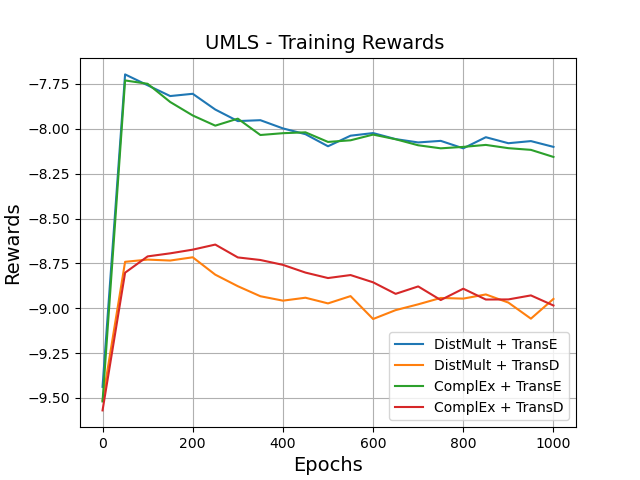 UMLS - Training Rewards
Rewards
−7.75
−8.00
−8.25
−8.50
−8.75
−9.00
−9.25
−9.50
DistMult + TransE
DistMult + TransD
ComplEx + TransE
ComplEx + TransD
0
200
400
600
800
1000
Epochs